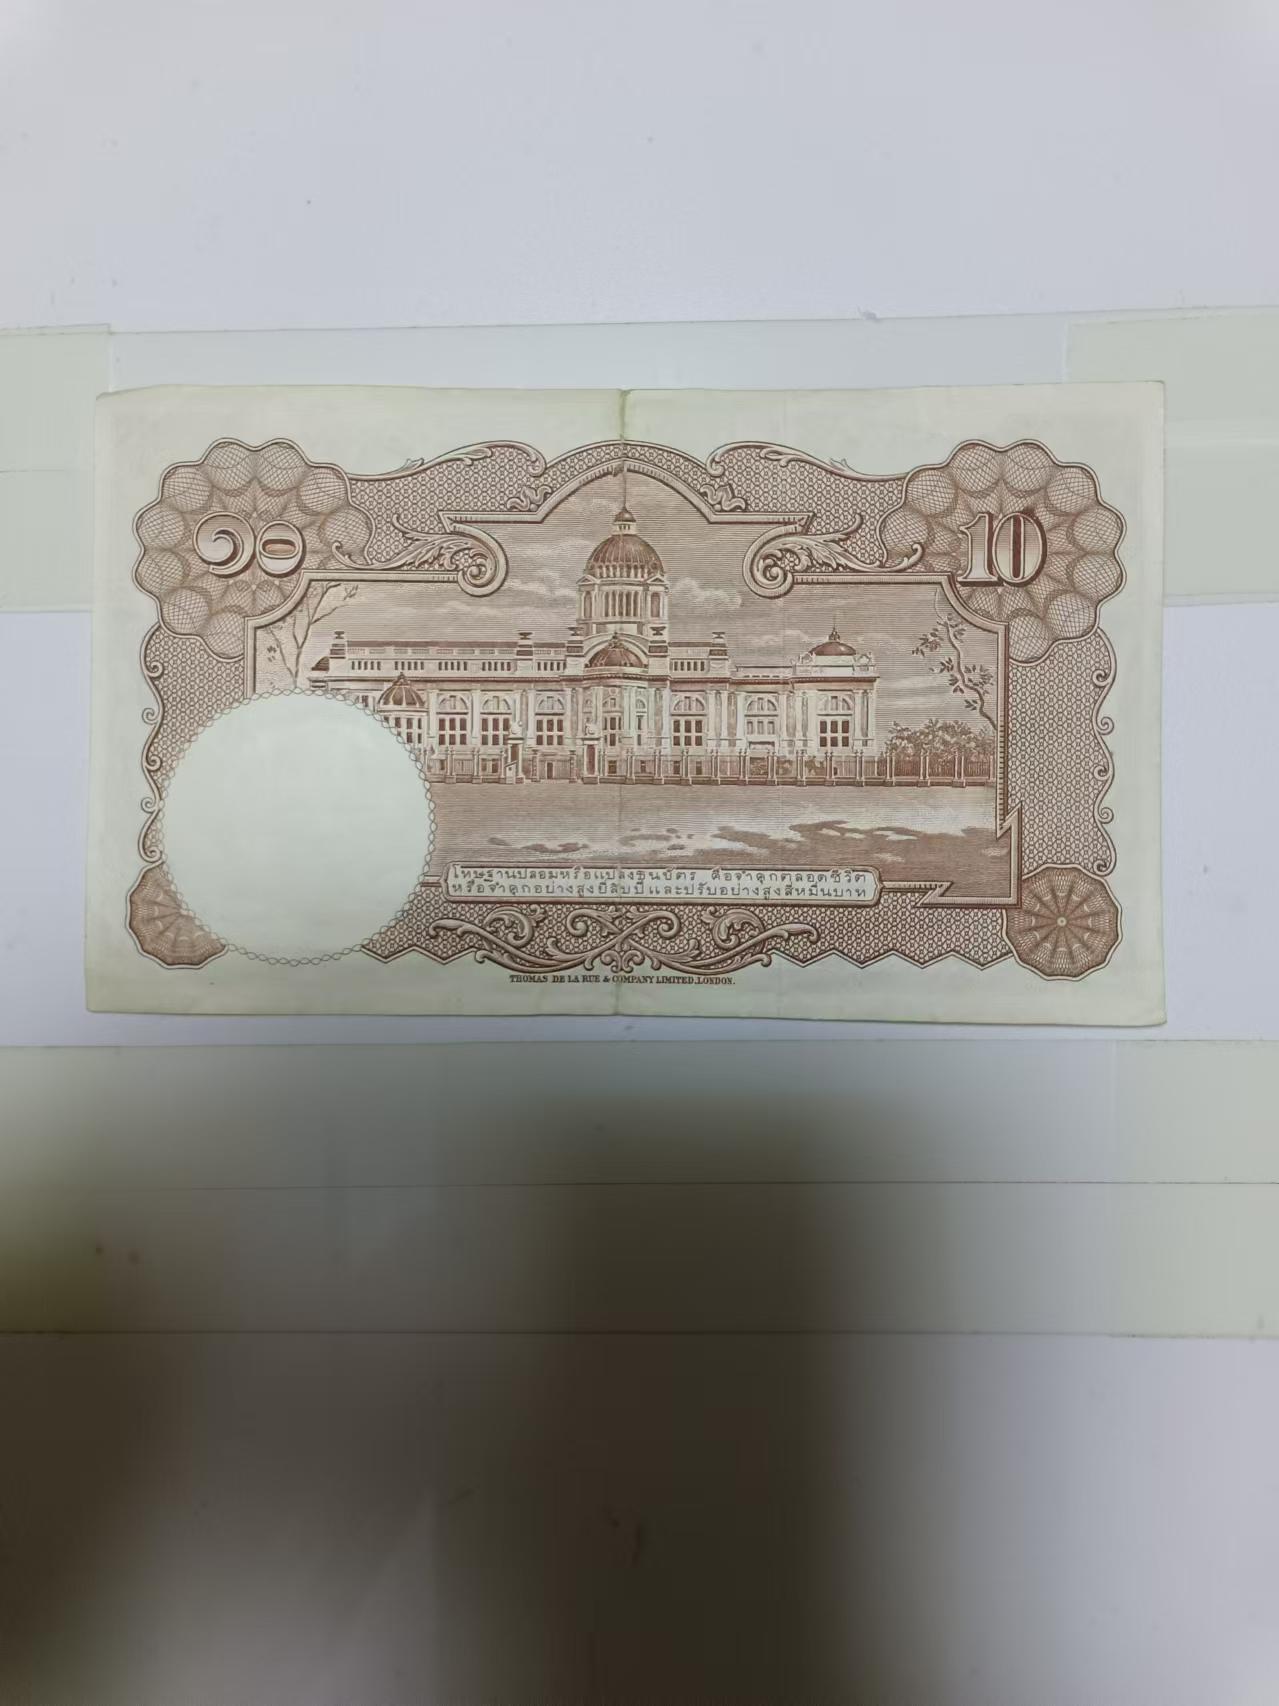 ๑๐
10
โทษฐานปลอมหรือแปลงธนบัตร คือจำคุกตลอดชีวิต
หรือจำคุกอย่างสูงยี่สิบปีและปรับอย่างสูงสี่หมื่นบาท
THOMAS DE LA RUE & COMPANY LIMITED, LONDON.